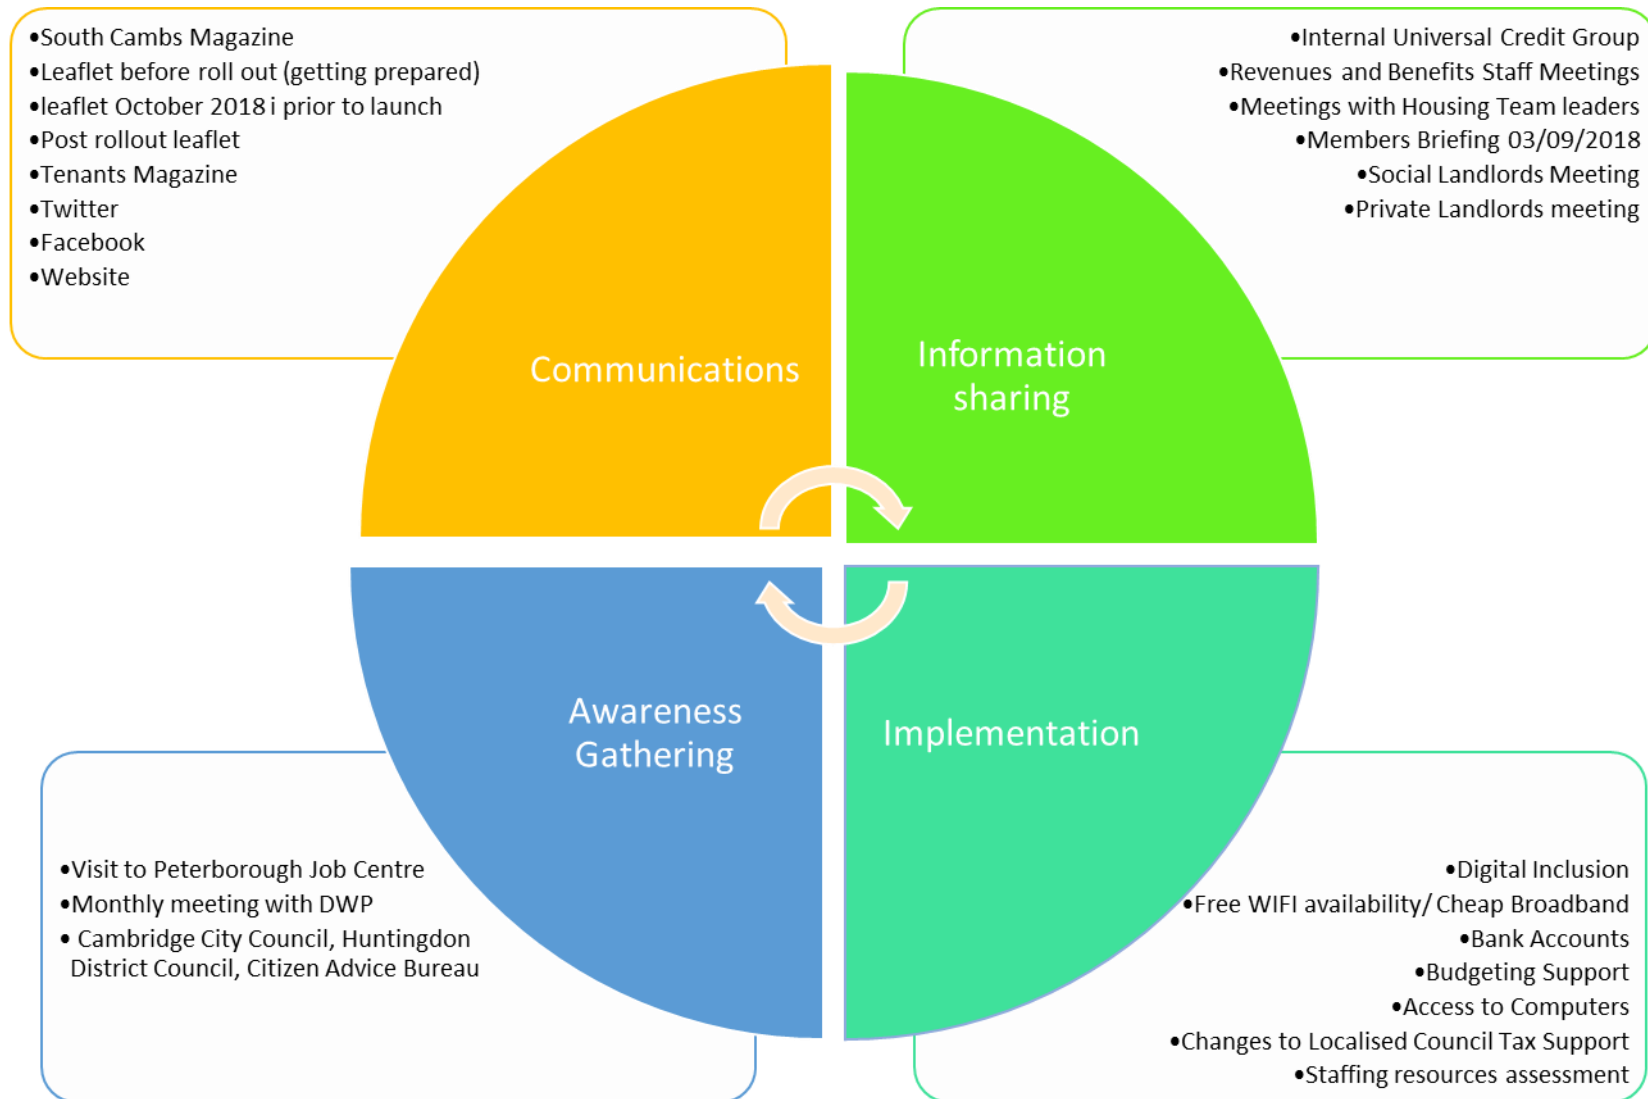 •South Cambs Magazine
•Leaflet before roll out (getting prepared)
•leaflet October 2018 i prior to launch
•Post rollout leaflet
•Tenants Magazine
•Twitter
•Facebook
•Website
•Internal Universal Credit Group
•Revenues and Benefits Staff Meetings
•Meetings with Housing Team leaders
•Members Briefing 03/09/2018
•Social Landlords Meeting
•Private Landlords meeting
Communications
Information
sharing
Awareness
Gathering
Implementation
•Visit to Peterborough Job Centre
•Monthly meeting with DWP
• Cambridge City Council, Huntingdon
District Council, Citizen Advice Bureau
•Digital Inclusion
•Free WIFI availability/ Cheap Broadband
•Bank Accounts
•Budgeting Support
•Access to Computers
•Changes to Localised Council Tax Support
•Staffing resources assessment